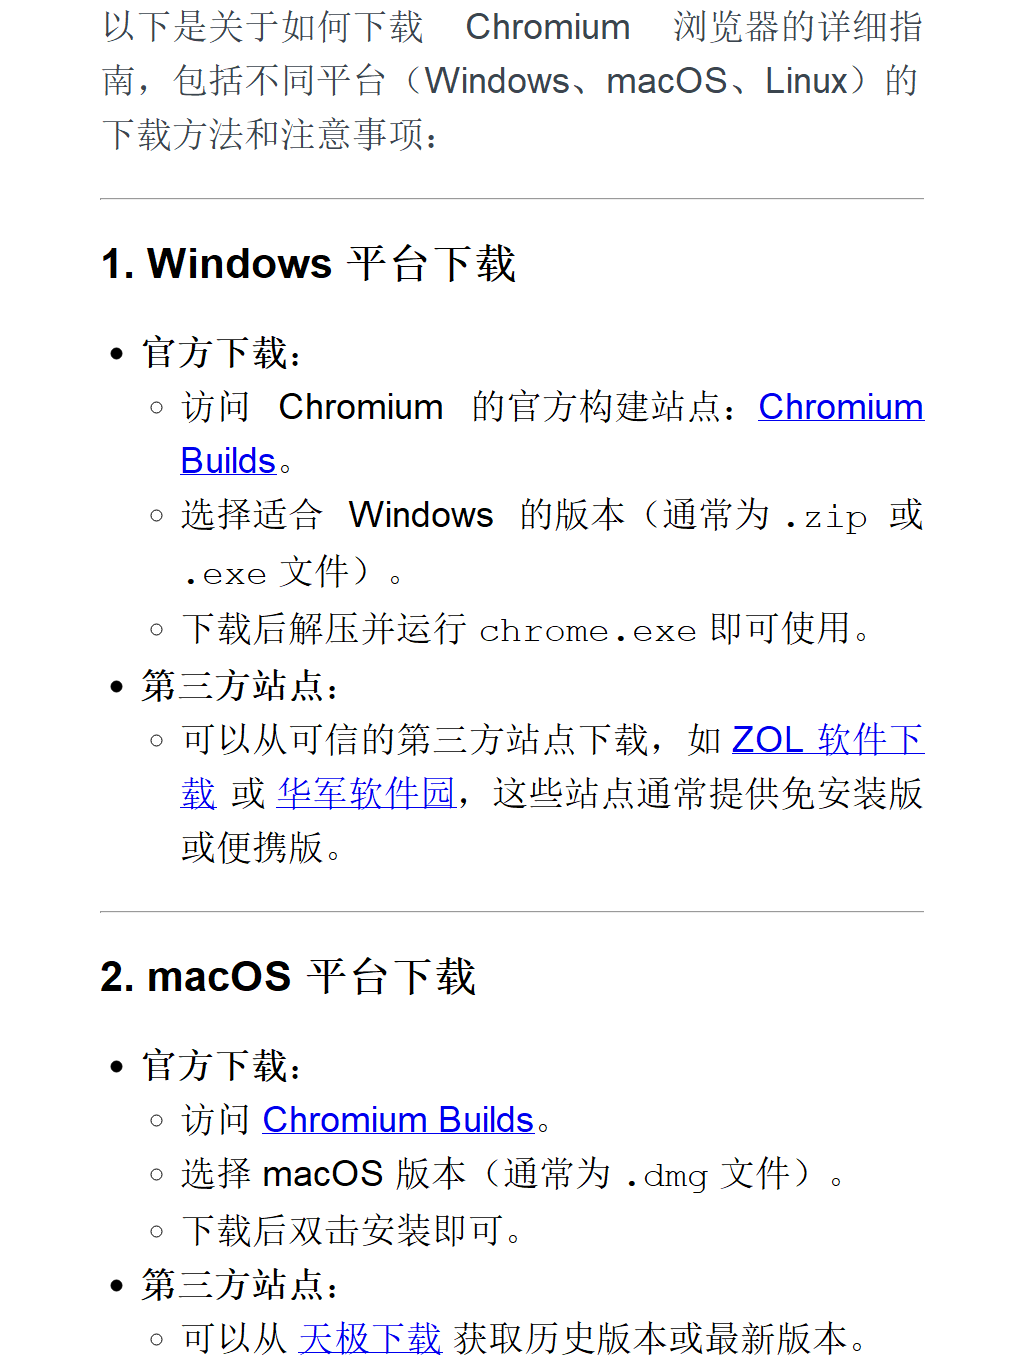 以下是关于如何下载 Chromium 浏览器的详细指
南，包括不同平台（Windows、macOS、Linux）的
下载方法和注意事项：
1. Windows 平台下载
• 官方下载：
◦ 访问 Chromium 的官方构建站点：Chromium
Builds。
◦ 选择适合 Windows 的版本（通常为 .zip 或
.exe 文件）。
◦ 下载后解压并运行 chrome.exe 即可使用。
• 第三方站点：
◦ 可以从可信的第三方站点下载，如 ZOL 软件下
载 或 华军软件园，这些站点通常提供免安装版
或便携版。
2. macOS 平台下载
• 官方下载：
◦ 访问 Chromium Builds。
◦ 选择 macOS 版本（通常为 .dmg 文件）。
◦ 下载后双击安装即可。
• 第三方站点：
◦ 可以从 天极下载 获取历史版本或最新版本。